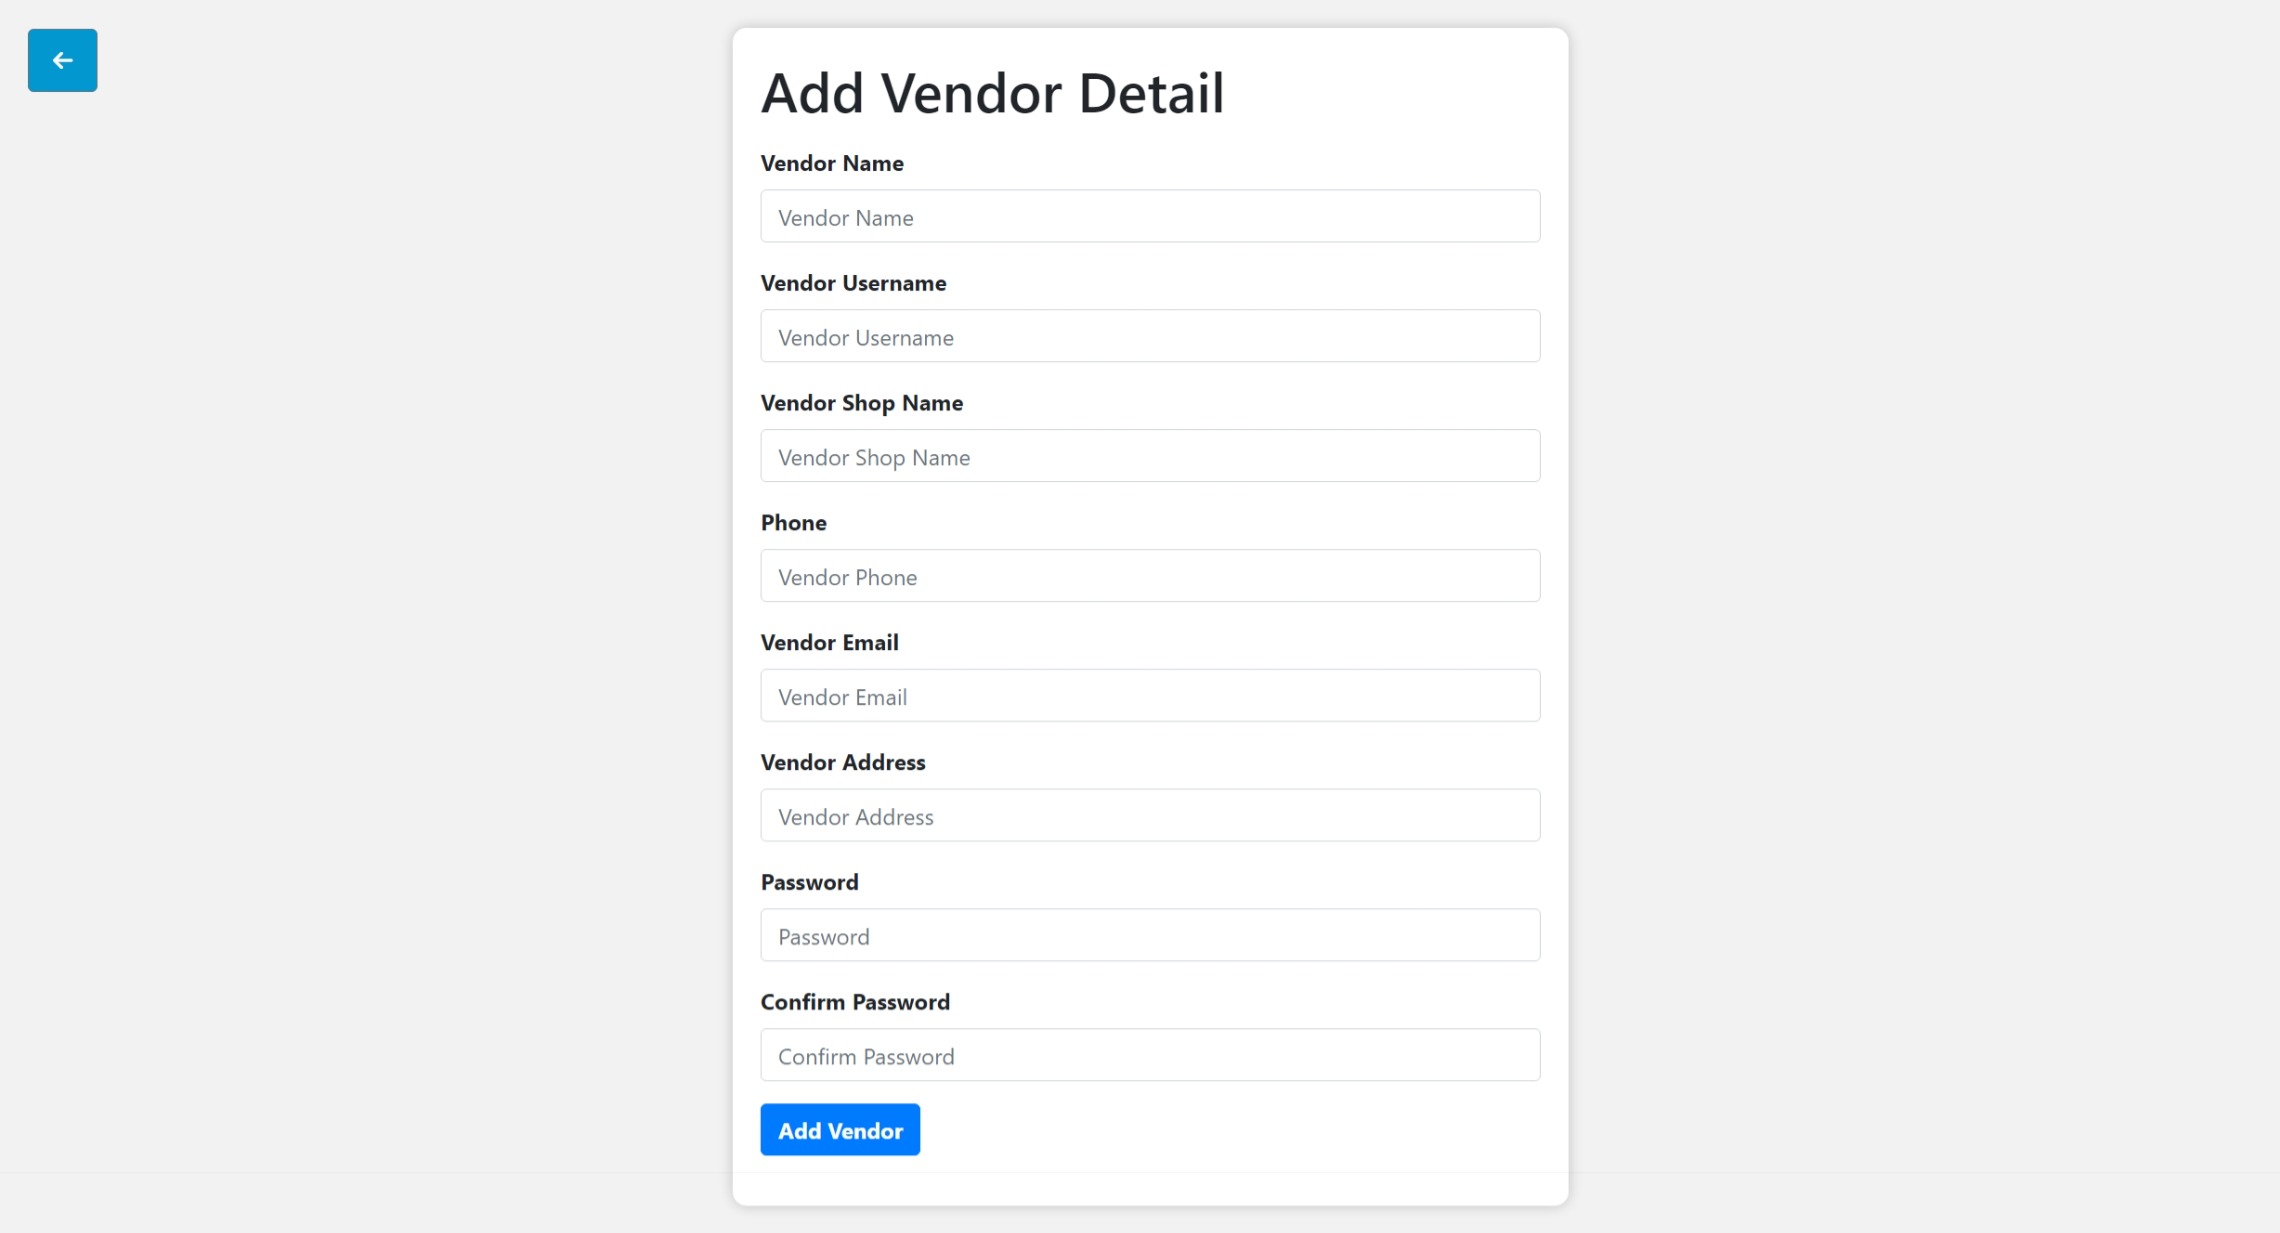 Add Vendor Detail
Vendor Name
Vendor Name
Vendor Username
Vendor Username
Vendor Shop Name
Vendor Shop Name
Phone
Vendor Phone
Vendor Email
Vendor Email
Vendor Address
Vendor Address
Password
Password
Confirm Password
Confirm Password
Add Vendor